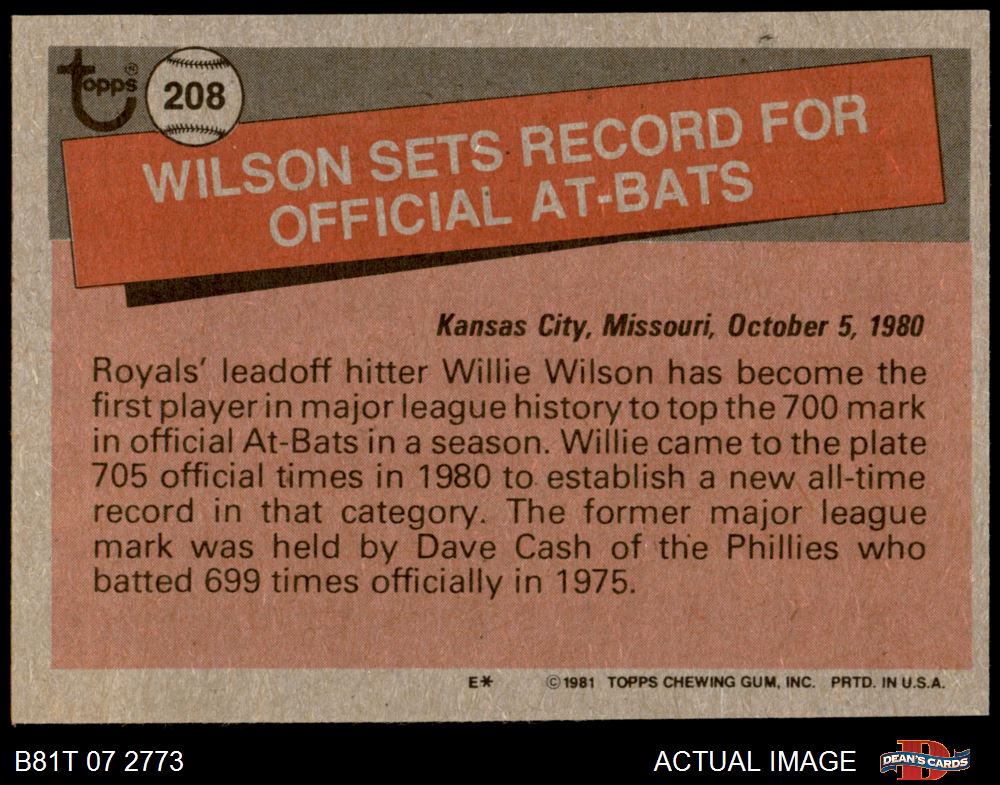 Topps®
208
WILSON SETS RECORD FOR
OFFICIAL AT-BATS
Kansas City, Missouri, October 5, 1980
Royals' leadoff hitter Willie Wilson has become the
first player in major league history to top the 700 mark
in official At-Bats in a season. Willie came to the plate
705 official times in 1980 to establish a new all-time
record in that category. The former major league
mark was held by Dave Cash of the Phillies who
batted 699 times officially in 1975.
E* ©1981 TOPPS CHEWING GUM, INC. PRTD. IN U.S.A.
B81T 07 2773 ACTUAL IMAGE DEAN'S CARDS